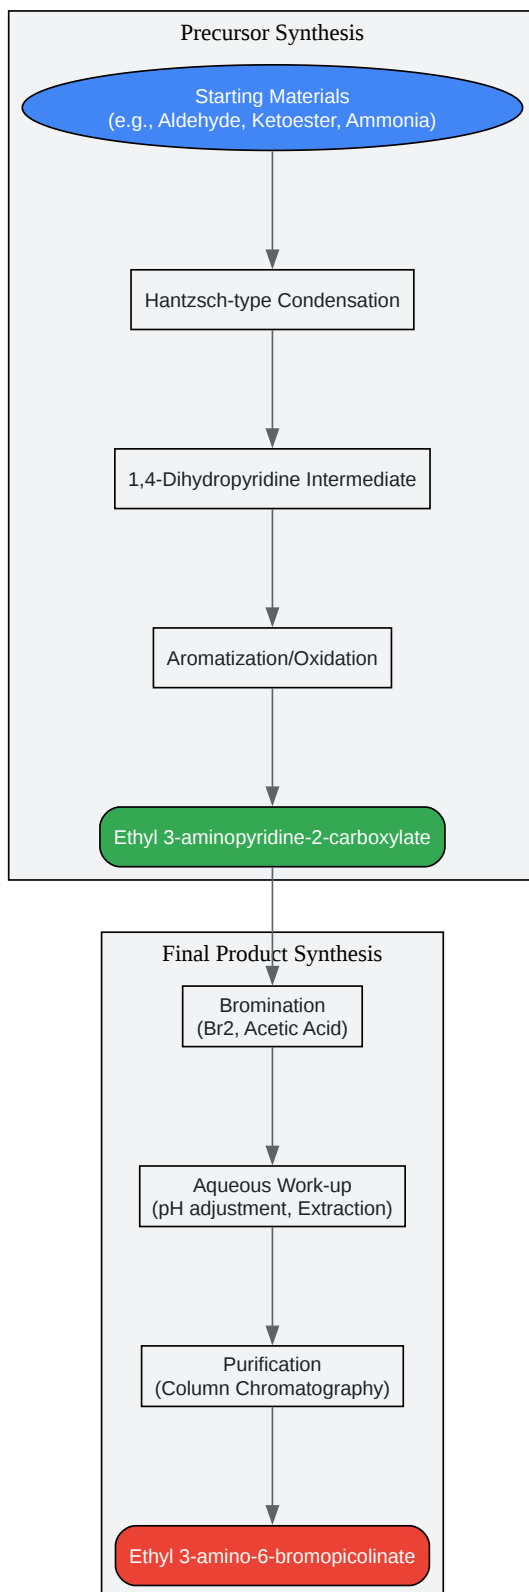 Precursor Synthesis
Starting Materials
(e.g., Aldehyde, Ketoester, Ammonia)
Hantzsch-type Condensation
1,4-Dihydropyridine Intermediate
Aromatization/Oxidation
Ethyl 3-aminopyridine-2-carboxylate
Final Product Synthesis
Bromination
(Br2, Acetic Acid)
Aqueous Work-up
(pH adjustment, Extraction)
Purification
(Column Chromatography)
Ethyl 3-amino-6-bromopicolinate